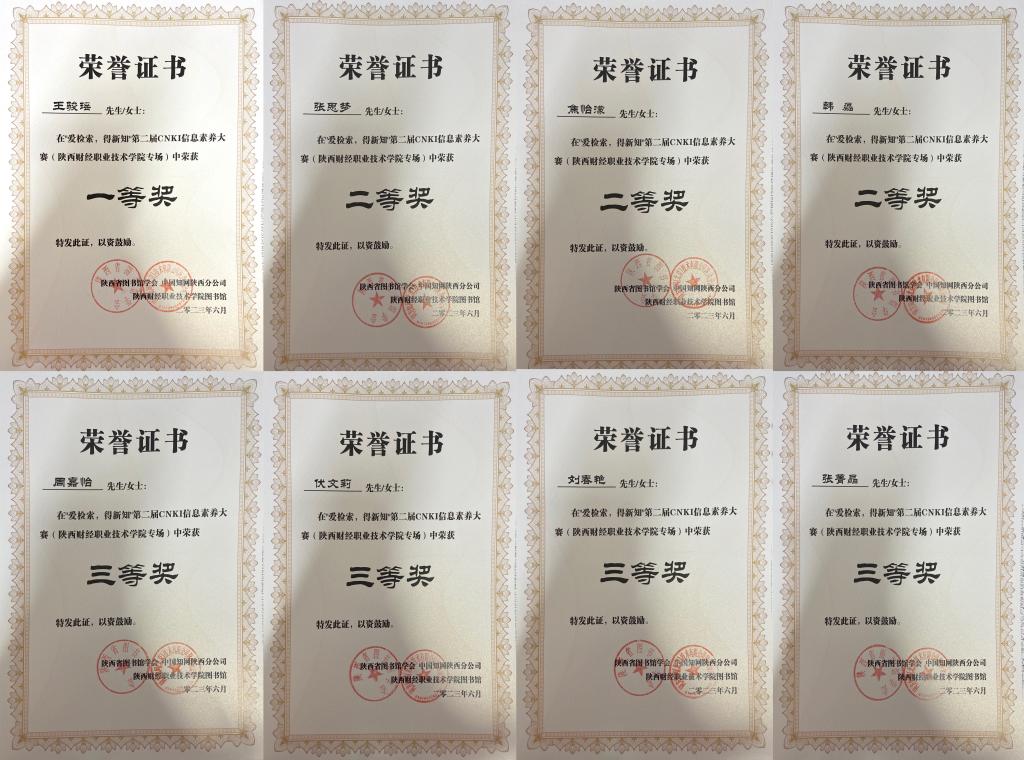 荣誉证书
王骏瑶 先生/女士：
在"爱检索，得新知"第二届CNKI信息素养大
赛（陕西财经职业技术学院专场）中荣获
一等奖
特发此证，以资鼓励。
陕西省图书馆学会 中国知网陕西分公司
陕西财经职业技术学院图书馆
二零二三年六月
荣誉证书
张思梦 先生/女士：
在"爱检索，得新知"第二届CNKI信息素养大
赛（陕西财经职业技术学院专场）中荣获
二等奖
特发此证，以资鼓励。
陕西省图书馆学会 中国知网陕西分公司
陕西财经职业技术学院图书馆
二零二三年六月
荣誉证书
焦怡濛 先生/女士：
在"爱检索，得新知"第二届CNKI信息素养大
赛（陕西财经职业技术学院专场）中荣获
二等奖
特发此证，以资鼓励。
陕西省图书馆学会 中国知网陕西分公司
陕西财经职业技术学院图书馆
二零二三年六月
荣誉证书
韩 先生/女士：
在"爱检索，得新知"第二届CNKI信息素养大
赛（陕西财经职业技术学院专场）中荣获
二等奖
特发此证，以资鼓励。
陕西省图书馆学会 中国知网陕西分公司
陕西财经职业技术学院图书馆
二零二三年六月
荣誉证书
周嘉怡 先生/女士：
在"爱检索，得新知"第二届CNKI信息素养大
赛（陕西财经职业技术学院专场）中荣获
三等奖
特发此证，以资鼓励。
陕西省图书馆学会 中国知网陕西分公司
陕西财经职业技术学院图书馆
二零二三年六月
荣誉证书
伏文莉 先生/女士：
在"爱检索，得新知"第二届CNKI信息素养大
赛（陕西财经职业技术学院专场）中荣获
三等奖
特发此证，以资鼓励。
陕西省图书馆学会 中国知网陕西分公司
陕西财经职业技术学院图书馆
二零二三年六月
荣誉证书
刘春艳 先生/女士：
在"爱检索，得新知"第二届CNKI信息素养大
赛（陕西财经职业技术学院专场）中荣获
三等奖
特发此证，以资鼓励。
陕西省图书馆学会 中国知网陕西分公司
陕西财经职业技术学院图书馆
二零二三年六月
荣誉证书
张菁晶 先生/女士：
在"爱检索，得新知"第二届CNKI信息素养大
赛（陕西财经职业技术学院专场）中荣获
三等奖
特发此证，以资鼓励。
陕西省图书馆学会 中国知网陕西分公司
陕西财经职业技术学院图书馆
二零二三年六月